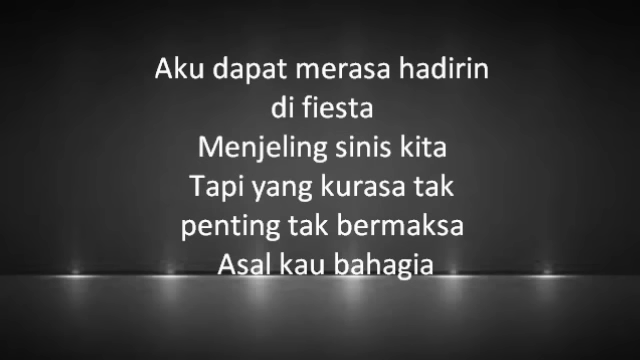 Aku dapat merasa hadirin
di fiesta
Menjeling sinis kita
Tapi yang kurasa tak
penting tak bermaksa
Asal kau bahagia